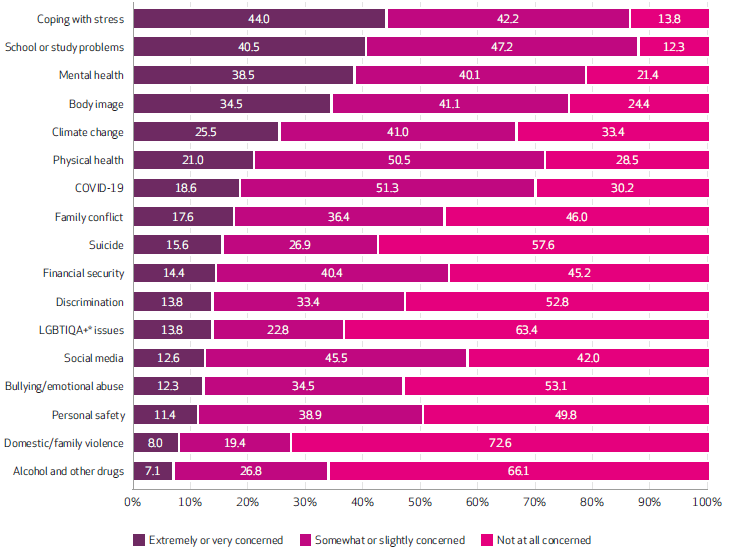 Coping with stress 44.0 42.2 13.8
School or study problems 40.5 47.2 12.3
Mental health 38.5 40.1 21.4
Body image 34.5 41.1 24.4
Climate change 25.5 41.0 33.4
Physical health 21.0 50.5 28.5
COVID-19 18.6 51.3 30.2
Family conflict 17.6 36.4 46.0
Suicide 15.6 26.9 57.6
Financial security 14.4 40.4 45.2
Discrimination 13.8 33.4 52.8
LGBTIQA+* issues 13.8 22.8 63.4
Social media 12.6 45.5 42.0
Bullying/emotional abuse 12.3 34.5 53.1
Personal safety 11.4 38.9 49.8
Domestic/family violence 8.0 19.4 72.6
Alcohol and other drugs 7.1 26.8 66.1
0% 10% 20% 30% 40% 50% 60% 70% 80% 90% 100%
Extremely or very concerned Somewhat or slightly concerned Not at all concerned